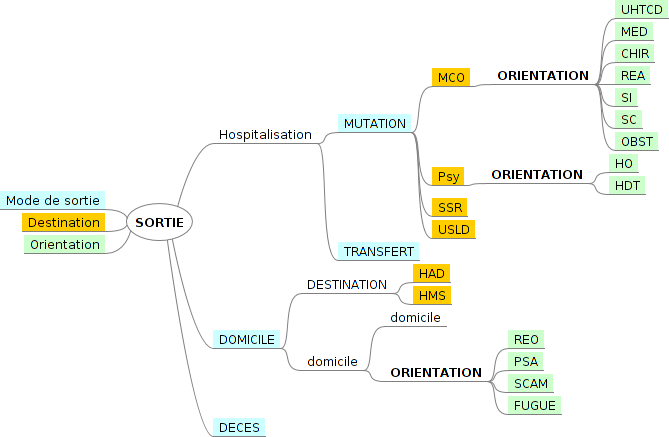 SORTIE
Mode de sortie
Destination
Orientation
Hospitalisation
MUTATION
MCO
ORIENTATION
UHTCD
MED
CHIR
REA
SI
SC
OBST
Psy
ORIENTATION
HO
HDT
SSR
USLD
TRANSFERT
DOMICILE
DESTINATION
HAD
HMS
domicile
domicile
ORIENTATION
REO
PSA
SCAM
FUGUE
DECES